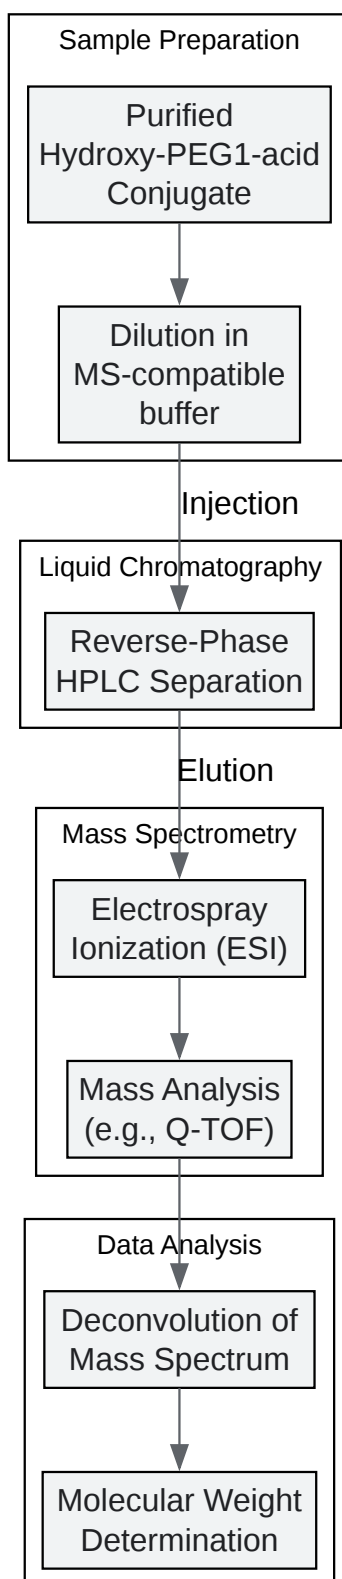 Sample Preparation
Purified
Hydroxy-PEG1-acid
Conjugate
Dilution in
MS-compatible
buffer
Injection
Liquid Chromatography
Reverse-Phase
HPLC Separation
Elution
Mass Spectrometry
Electrospray
Ionization (ESI)
Mass Analysis
(e.g., Q-TOF)
Data Analysis
Deconvolution of
Mass Spectrum
Molecular Weight
Determination